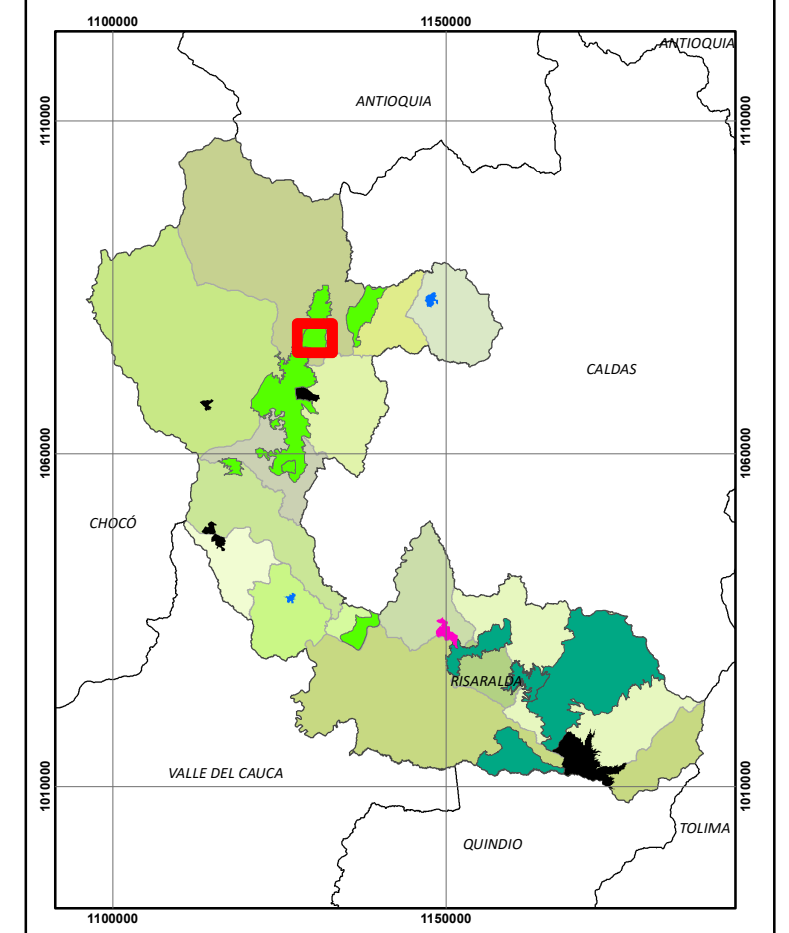 1100000 1150000
ANTIOQUIA
ANTIOQUIA
1110000 1110000
CALDAS
1060000 1060000
CHOCÓ
RISARALDA
VALLE DEL CAUCA
1010000 1010000
TOLIMA
QUINDIO
1100000 1150000